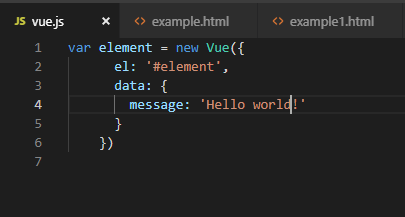 JS vue.js × <> example.html <> example1.html
1 var element = new Vue({
2 el: '#element',
3 data: {
4 message: 'Hello world!'
5 }
6 })
7